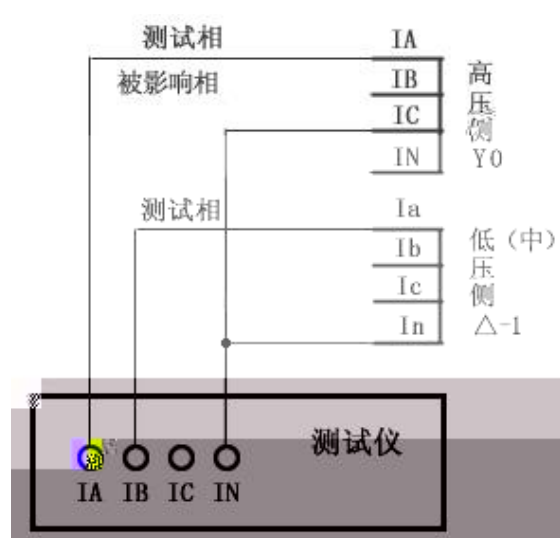 测试相
IA
被影响相
IB
IC
IN
高压侧
Y0
测试相
Ia
Ib
Ic
In
低（中）
压
侧
△-1
测试仪
IA IB IC IN